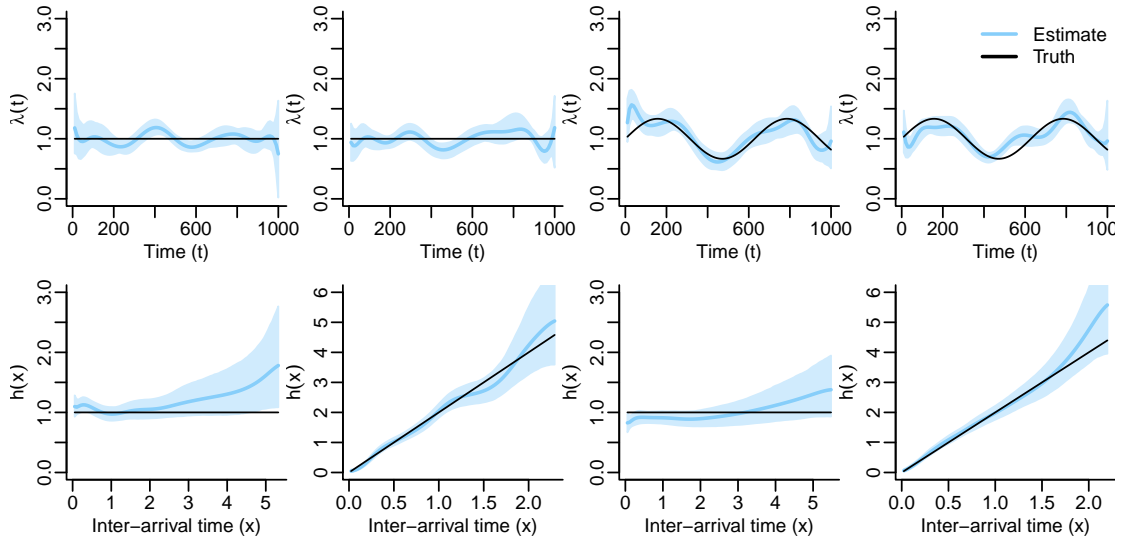 λ(t)
0.0 1.0 2.0 3.0
0 200 600 1000
Time (t)
λ(t)
0.0 1.0 2.0 3.0
0 200 600 1000
Time (t)
λ(t)
0.0 1.0 2.0 3.0
0 200 600 1000
Time (t)
λ(t)
0.0 1.0 2.0 3.0
0 200 600 100
Time (t)
Estimate
Truth
h(x)
0.0 1.0 2.0 3.0
0 1 2 3 4 5
Inter−arrival time (x)
h(x)
0 1 2 3 4 5 6
0.0 0.5 1.0 1.5 2.0
Inter−arrival time (x)
h(x)
0.0 1.0 2.0 3.0
0 1 2 3 4 5
Inter−arrival time (x)
h(x)
0 1 2 3 4 5 6
0.0 0.5 1.0 1.5 2.0
Inter−arrival time (x)